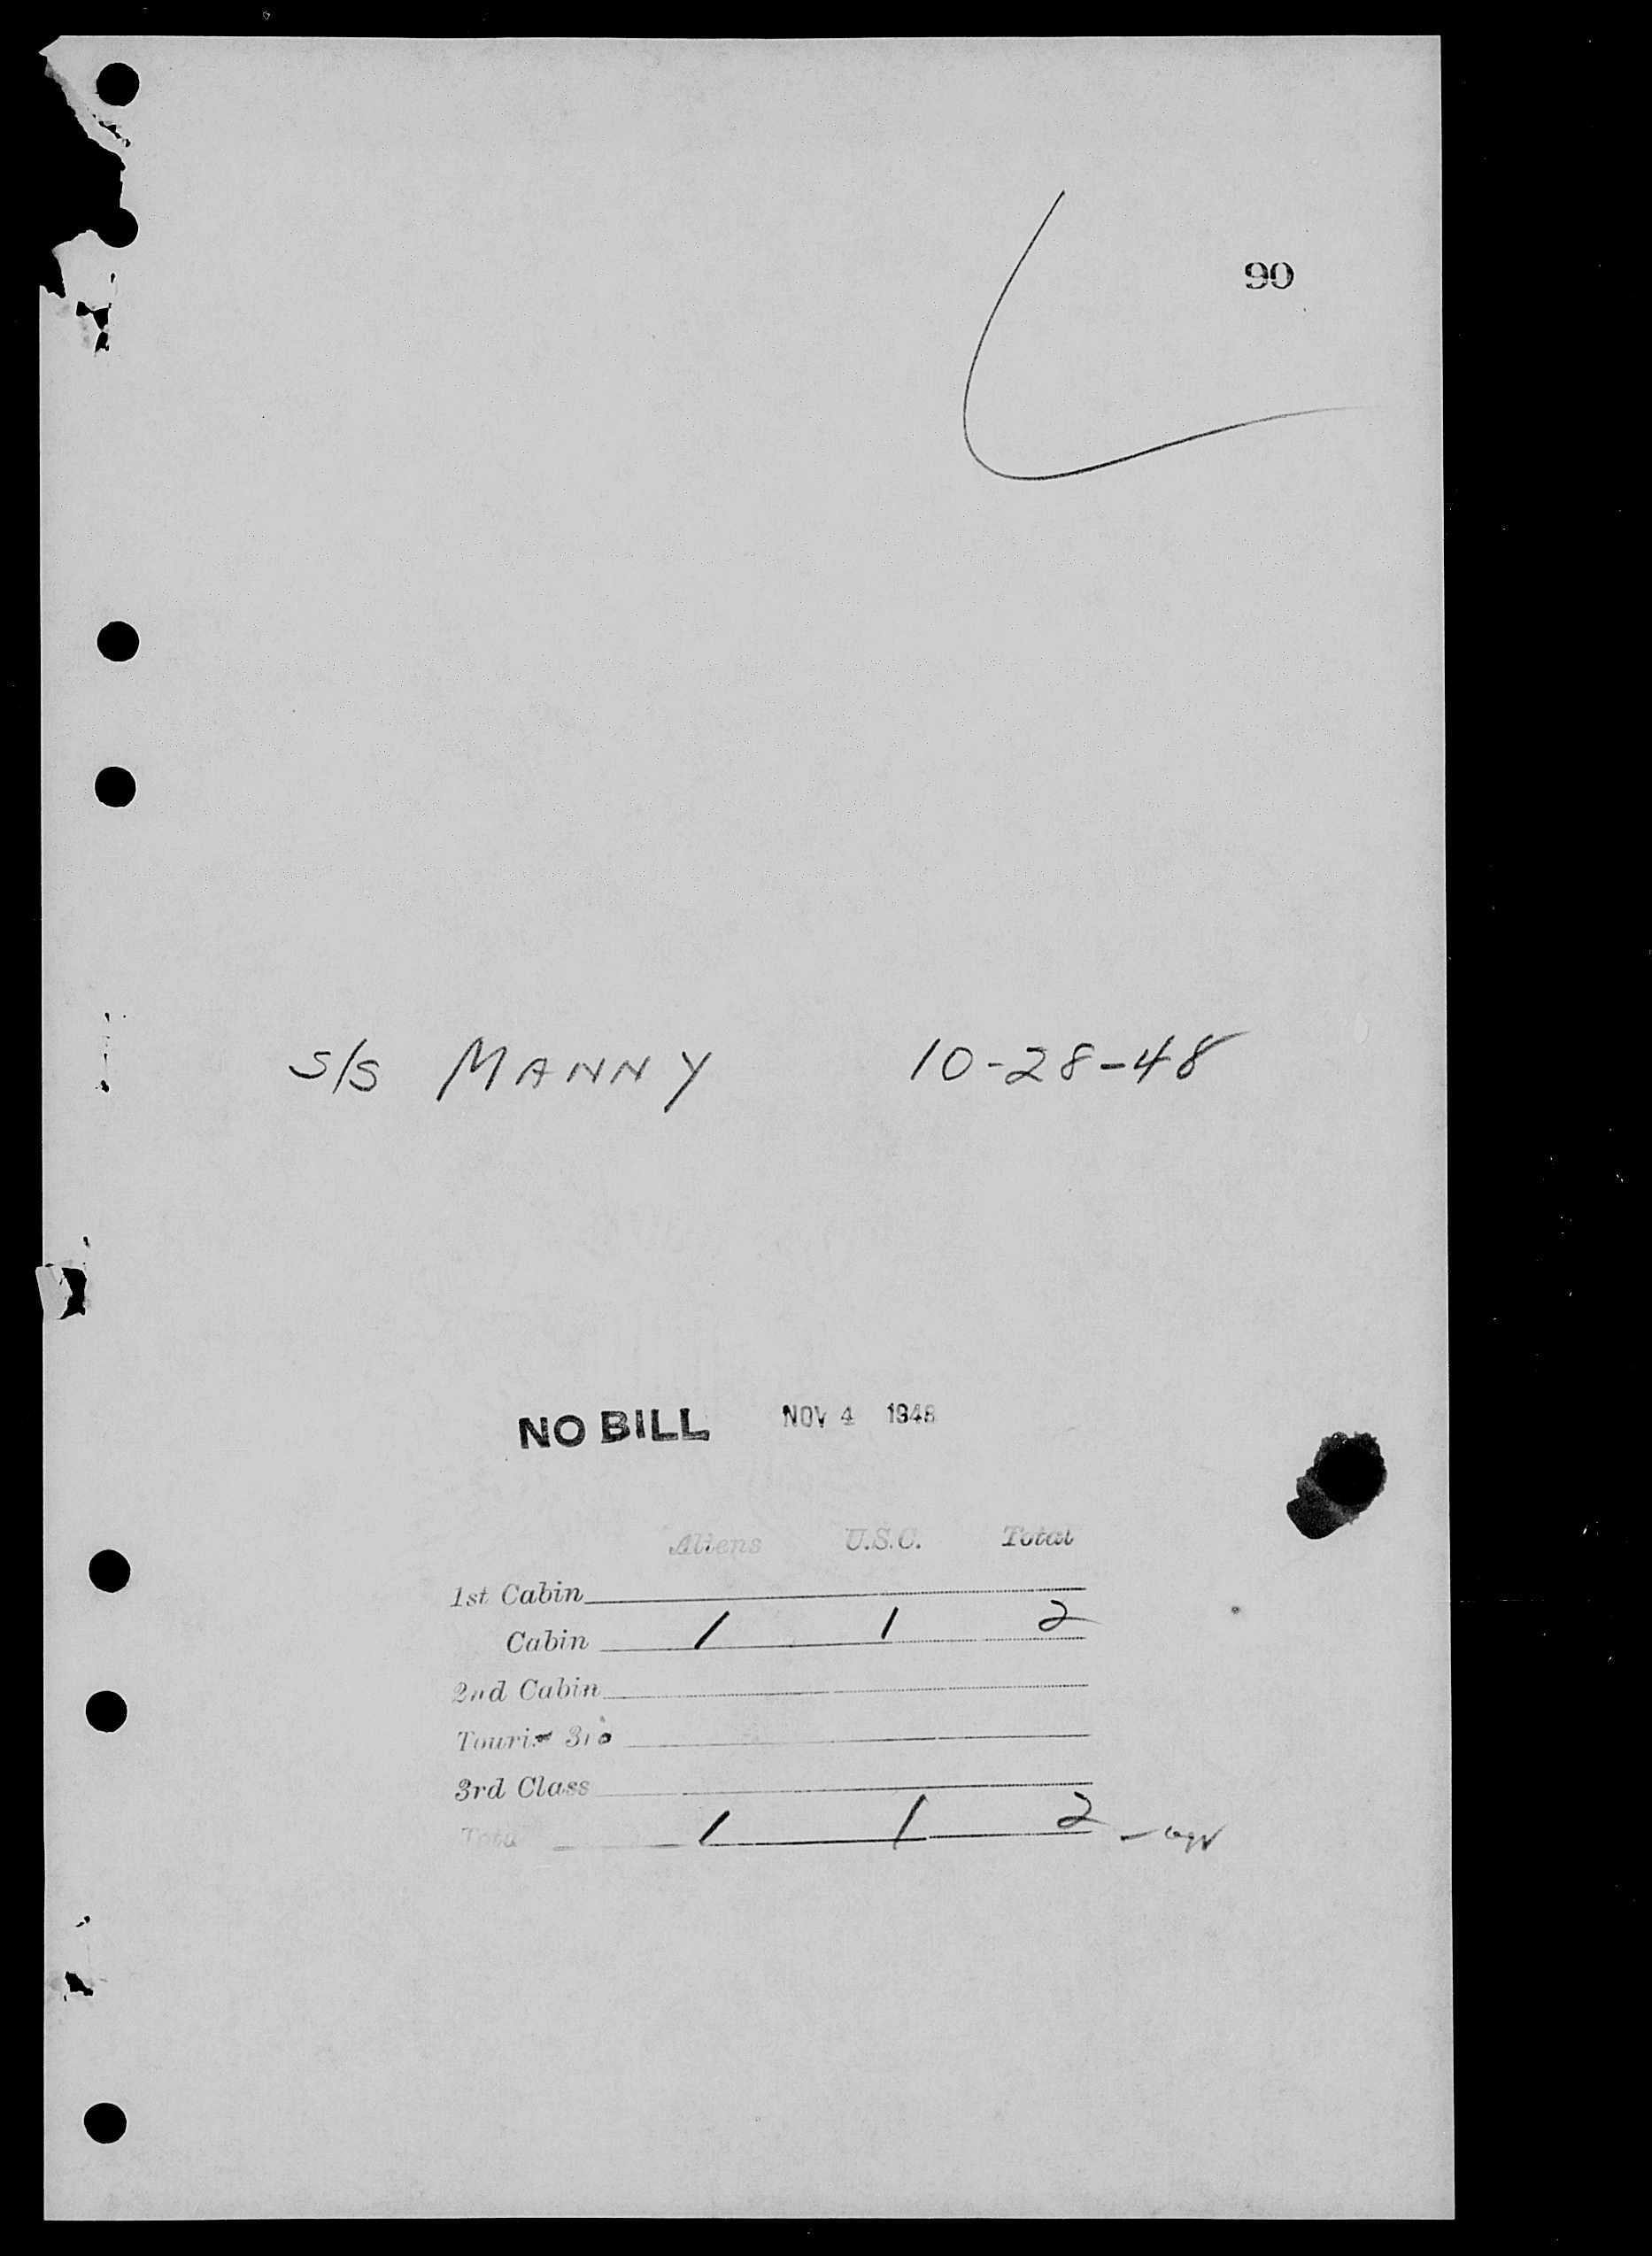 90
S/S MANNY 10-28-48
NO BILL NOV 4 1948
Aliens U.S.C. Total
1st Cabin
Cabin 1 1 2
2nd Cabin
3rd Class
Total 1 1 2